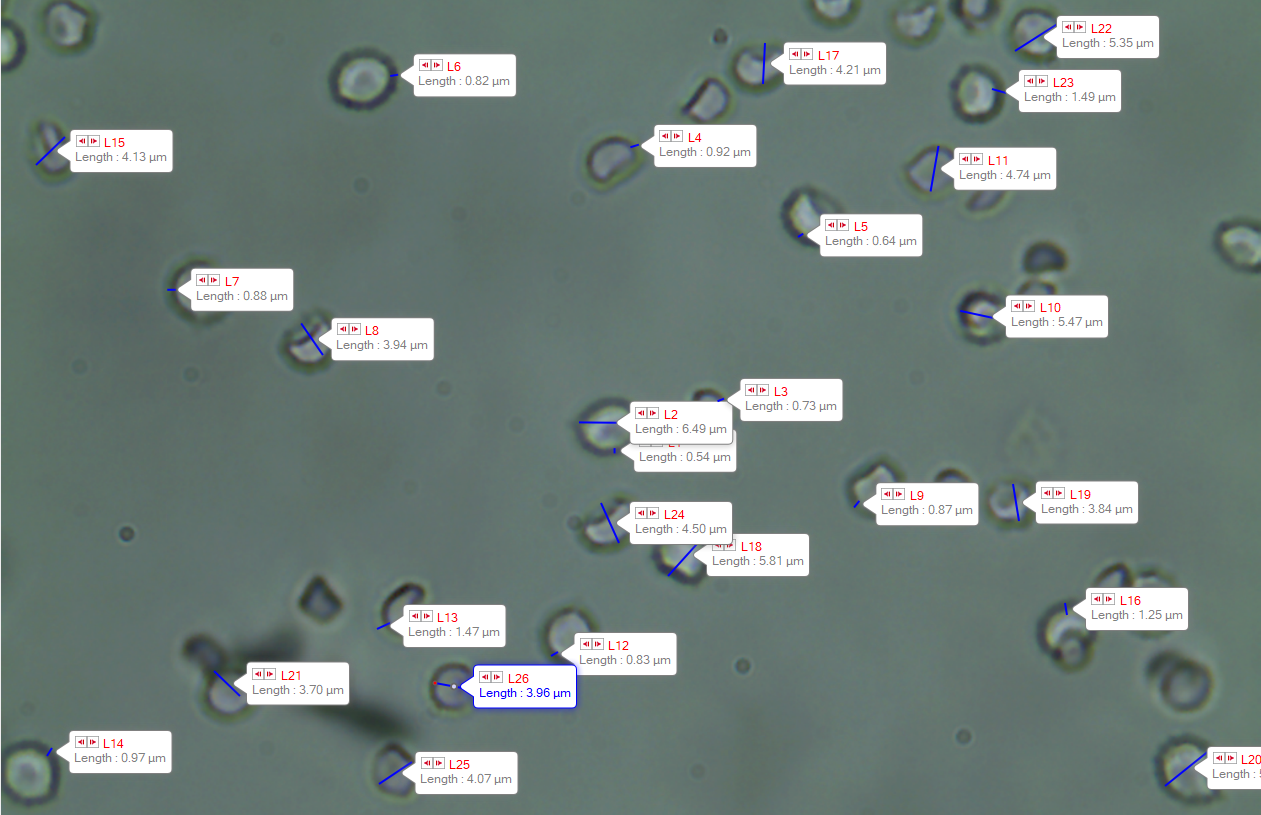 L22
Length : 5.35 µm
L17
Length : 4.21 µm
L6
Length : 0.82 µm
L23
Length : 1.49 µm
L4
Length : 0.92 µm
L15
Length : 4.13 µm
L11
Length : 4.74 µm
L5
Length : 0.64 µm
L7
Length : 0.88 µm
L10
Length : 5.47 µm
L8
Length : 3.94 µm
L3
Length : 0.73 µm
L2
Length : 6.49 µm
Length : 0.54 µm
L9
Length : 0.87 µm
L19
Length : 3.84 µm
L24
Length : 4.50 µm
L18
Length : 5.81 µm
L16
Length : 1.25 µm
L13
Length : 1.47 µm
L12
Length : 0.83 µm
L21
Length : 3.70 µm
L26
Length : 3.96 µm
L14
Length : 0.97 µm
L25
Length : 4.07 µm
L20
Length :